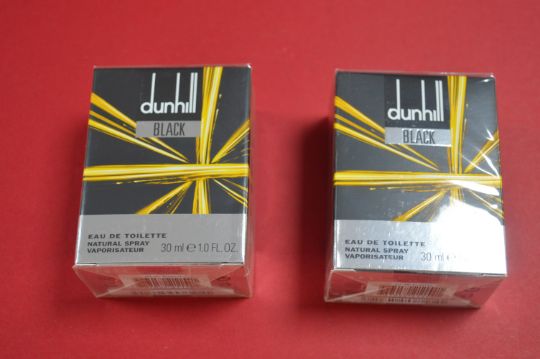 dunhill
BLACK
EAU DE TOILETTE
NATURAL SPRAY
VAPORISATEUR
30 ml ℮ 1.0 FL.OZ.
dunhill
BLACK
EAU DE TOILETTE
NATURAL SPRAY
VAPORISATEUR
30 ml ℮